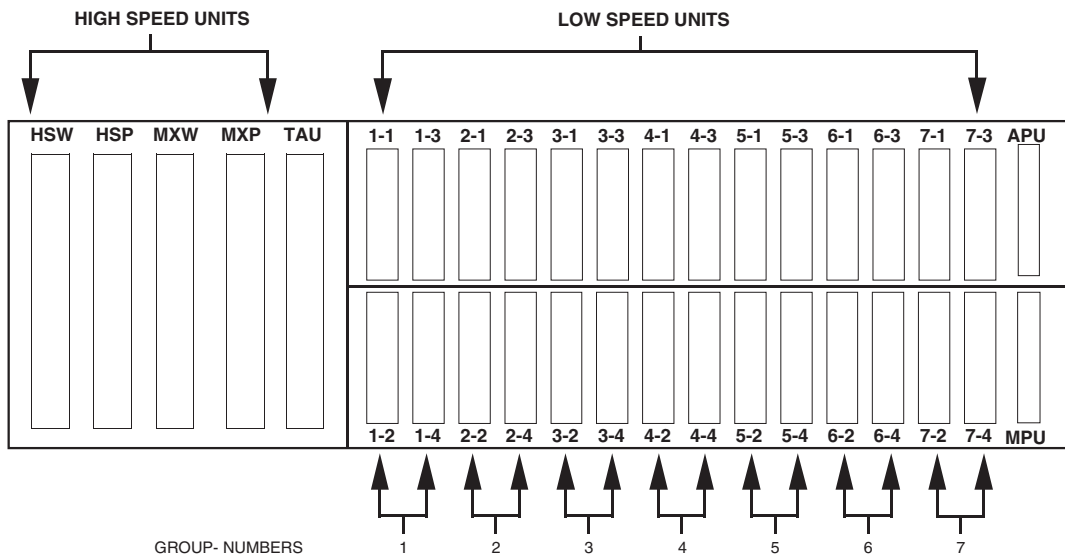 HIGH SPEED UNITS LOW SPEED UNITS
HSW HSP MXW MXP TAU 1-1 1-3 2-1 2-3 3-1 3-3 4-1 4-3 5-1 5-3 6-1 6-3 7-1 7-3 APU
1-2 1-4 2-2 2-4 3-2 3-4 4-2 4-4 5-2 5-4 6-2 6-4 7-2 7-4 MPU
GROUP- NUMBERS 1 2 3 4 5 6 7